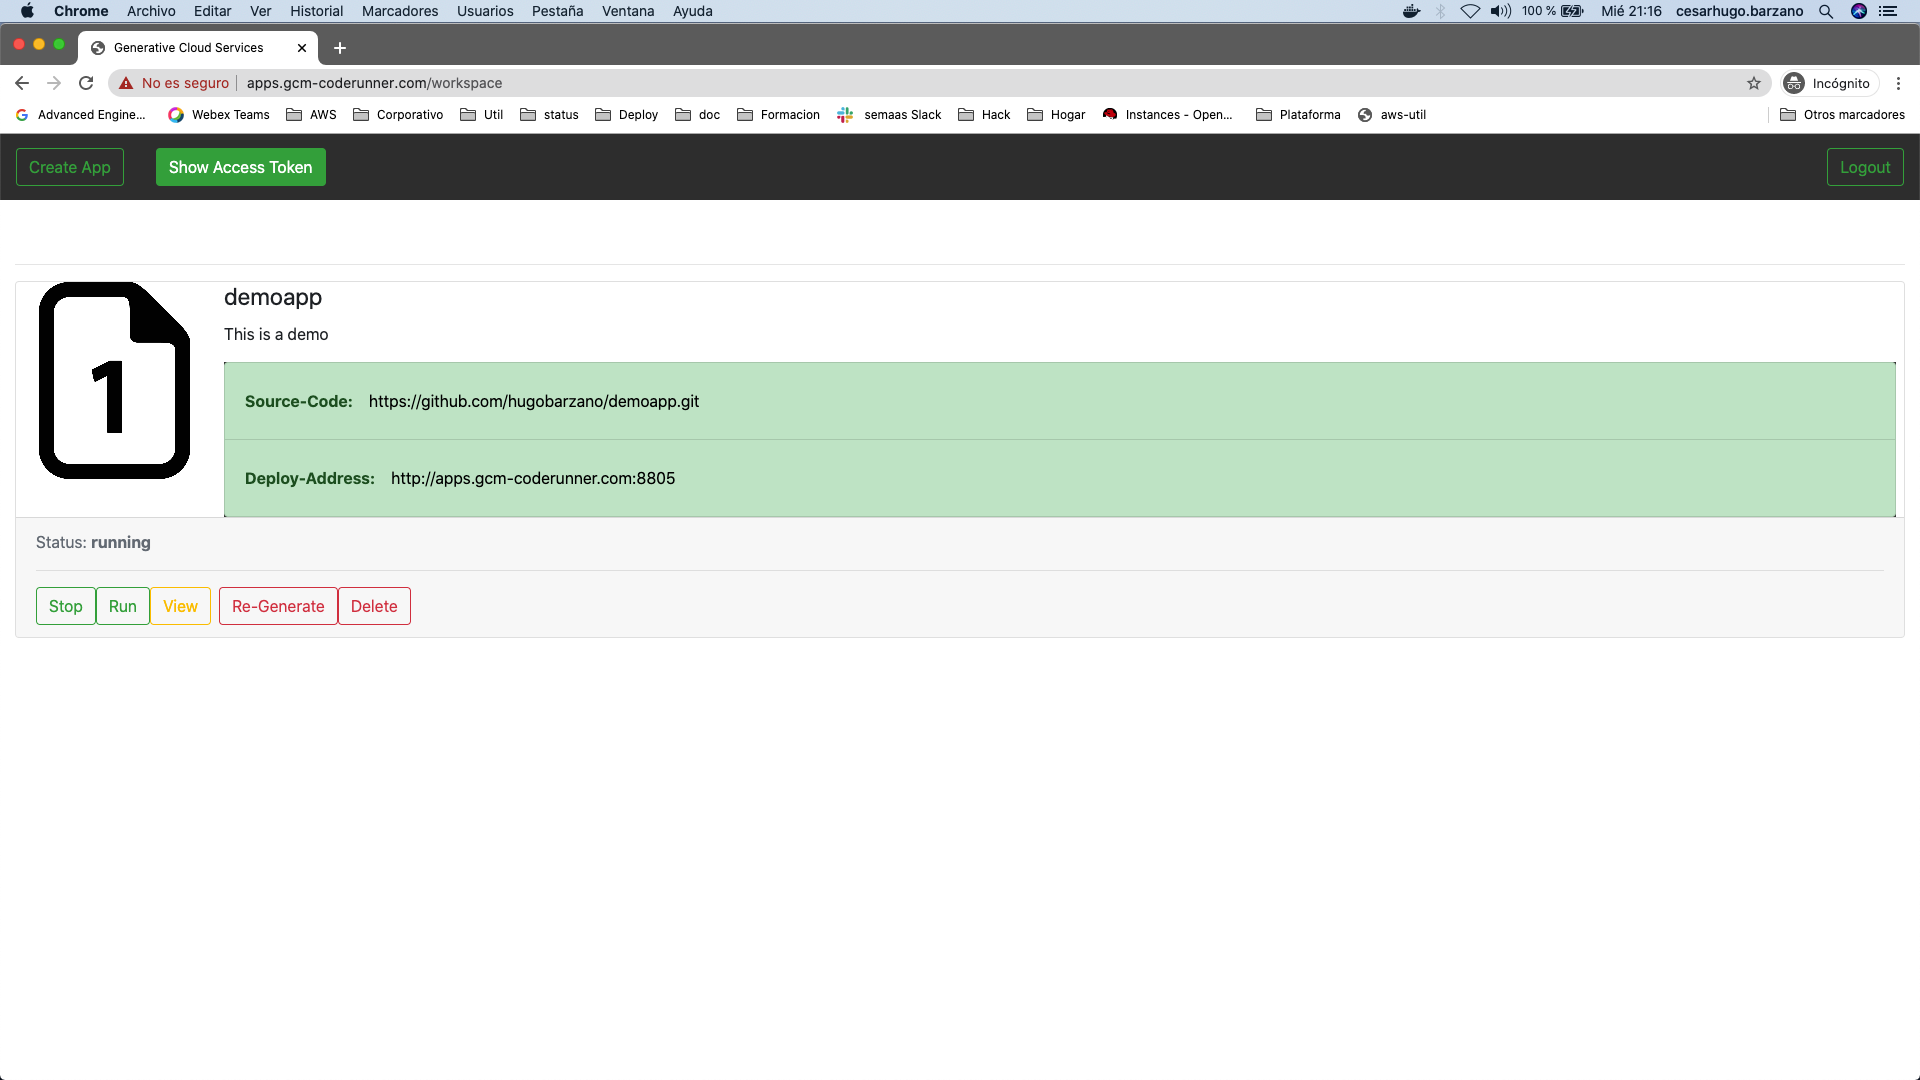 Chrome Archivo Editar Ver Historial Marcadores Usuarios Pestaña Ventana Ayuda 100 % Mié 21:16 cesarhugo.barzano
Generative Cloud Services
No es seguro apps.gcm-coderunner.com/workspace Incógnito
Advanced Engine... Webex Teams AWS Corporativo Util status Deploy doc Formacion semaas Slack Hack Hogar Instances - Open... Plataforma aws-util Otros marcadores
Create App Show Access Token Logout
demoapp
This is a demo
1
Source-Code: https://github.com/hugobarzano/demoapp.git
Deploy-Address: http://apps.gcm-coderunner.com:8805
Status: running
Stop Run View Re-Generate Delete